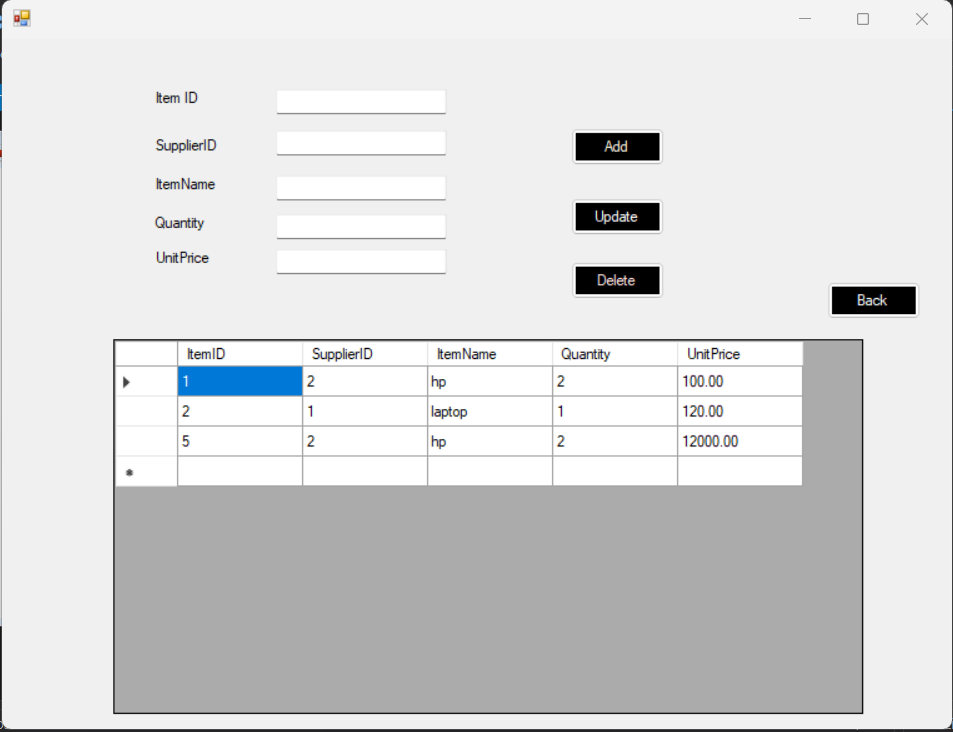 Item ID
SupplierID
Add
ItemName
Update
Quantity
UnitPrice
Delete
Back
ItemID SupplierID ItemName Quantity UnitPrice
1 2 hp 2 100.00
2 1 laptop 1 120.00
5 2 hp 2 12000.00